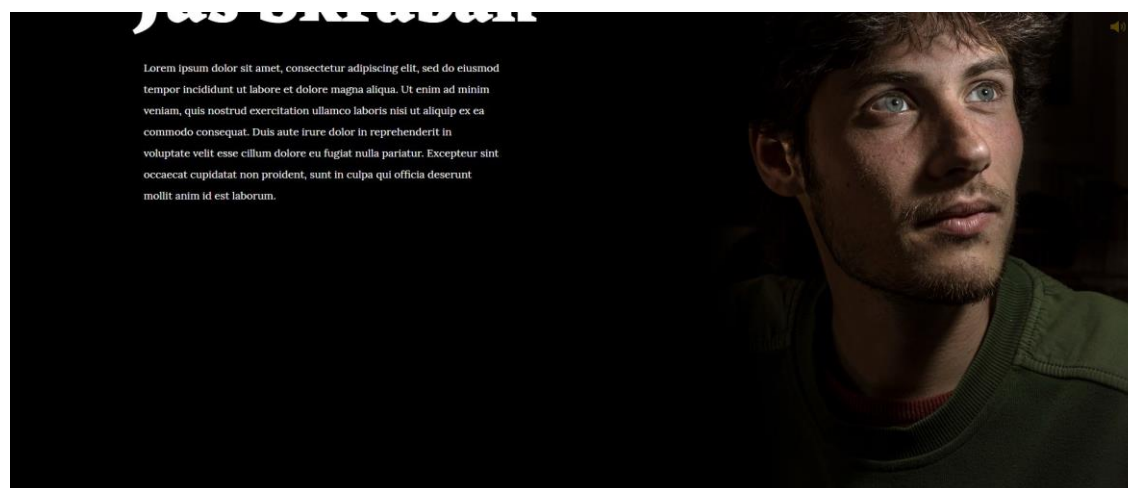 Jas Skraban
Lorem ipsum dolor sit amet, consectetur adipiscing elit, sed do eiusmod
tempor incididunt ut labore et dolore magna aliqua. Ut enim ad minim
veniam, quis nostrud exercitation ullamco laboris nisi ut aliquip ex ea
commodo consequat. Duis aute irure dolor in reprehenderit in
voluptate velit esse cillum dolore eu fugiat nulla pariatur. Excepteur sint
occaecat cupidatat non proident, sunt in culpa qui officia deserunt
mollit anim id est laborum.